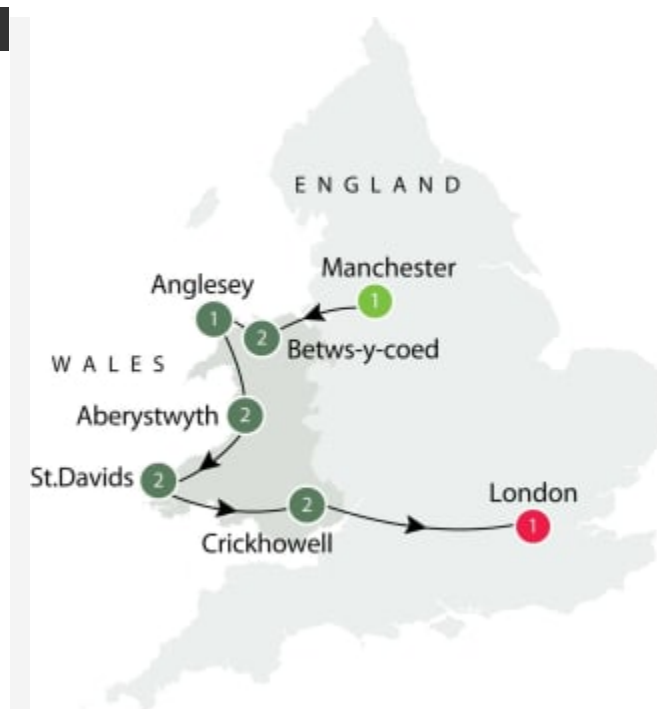 ENGLAND
Manchester
1
Anglesey
1
2
Betws-y-coed
WALES
Aberystwyth
2
St.Davids
2
2
Crickhowell
London
1